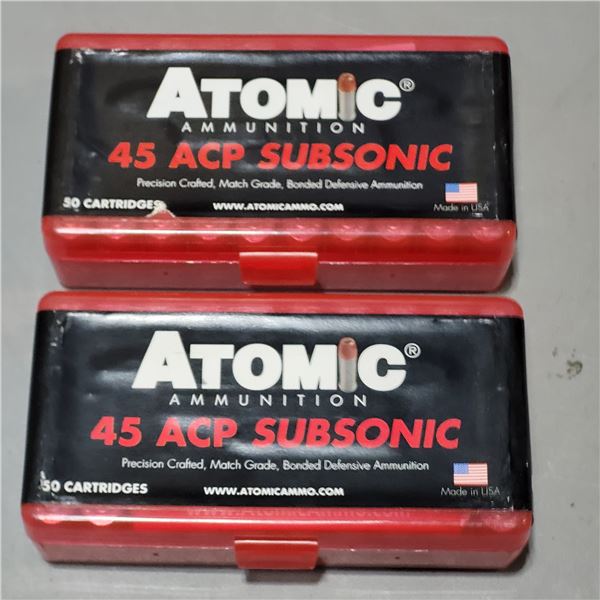 ATOMIC®
AMMUNITION
45 ACP SUBSONIC
Precision Crafted, Match Grade, Bonded Defensive Ammunition
50 CARTRIDGES
WWW.ATOMICAMMO.COM
Made in USA
ATOMIC®
AMMUNITION
45 ACP SUBSONIC
Precision Crafted, Match Grade, Bonded Defensive Ammunition
50 CARTRIDGES
WWW.ATOMICAMMO.COM
Made in USA